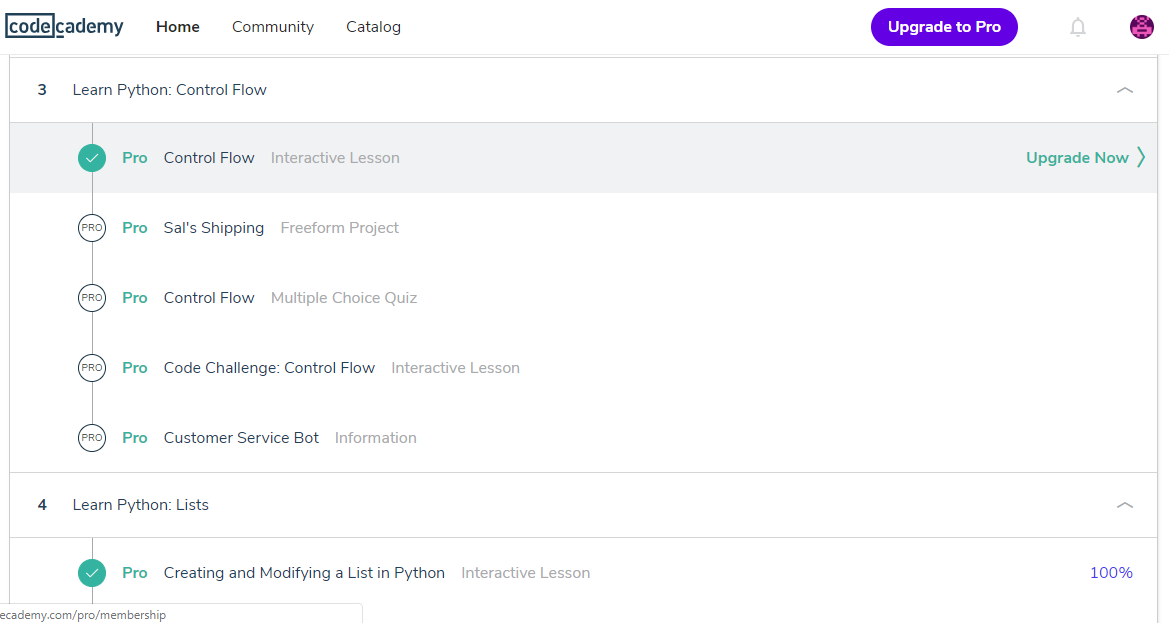 codecademy Home Community Catalog Upgrade to Pro
3 Learn Python: Control Flow
Pro Control Flow Interactive Lesson Upgrade Now
PRO Pro Sal's Shipping Freeform Project
PRO Pro Control Flow Multiple Choice Quiz
PRO Pro Code Challenge: Control Flow Interactive Lesson
PRO Pro Customer Service Bot Information
4 Learn Python: Lists
Pro Creating and Modifying a List in Python Interactive Lesson 100%
ecademy.com/pro/membership